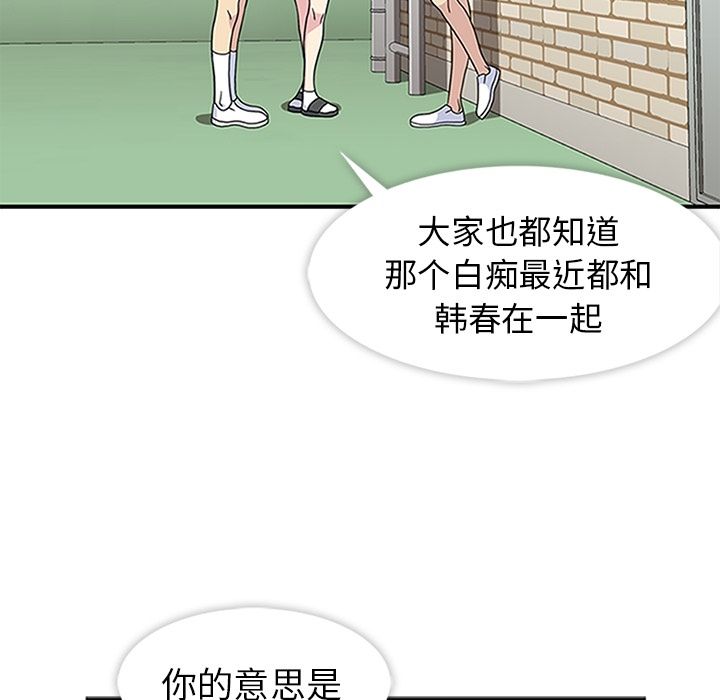 大家也都知道
那个白痴最近都和
韩春在一起
你的意思是